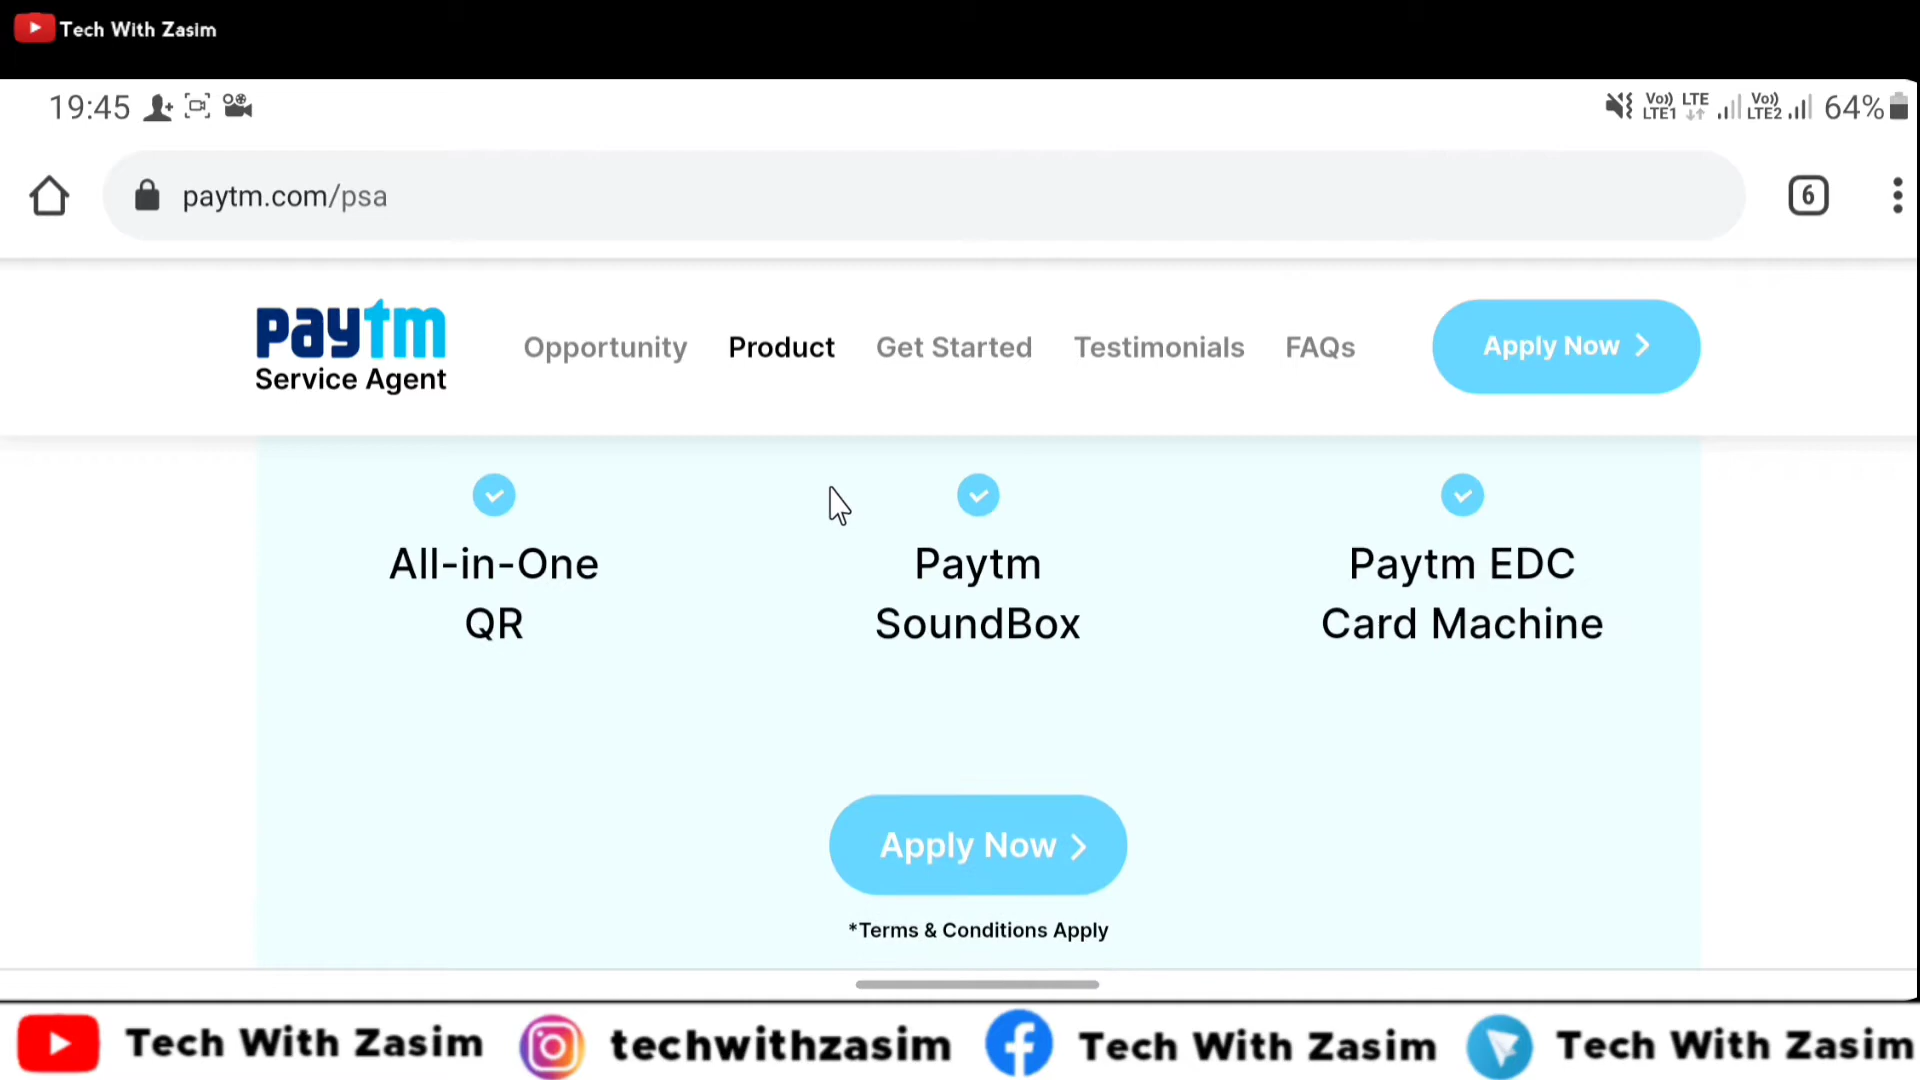 Tech With Zasim
19:45
Vo)) LTE1 LTE Vo)) LTE2 64%
paytm.com/psa
6
paytm
Service Agent
Opportunity Product Get Started Testimonials FAQs Apply Now
All-in-One
QR
Paytm
SoundBox
Paytm EDC
Card Machine
Apply Now
*Terms & Conditions Apply
Tech With Zasim techwithzasim Tech With Zasim Tech With Zasim